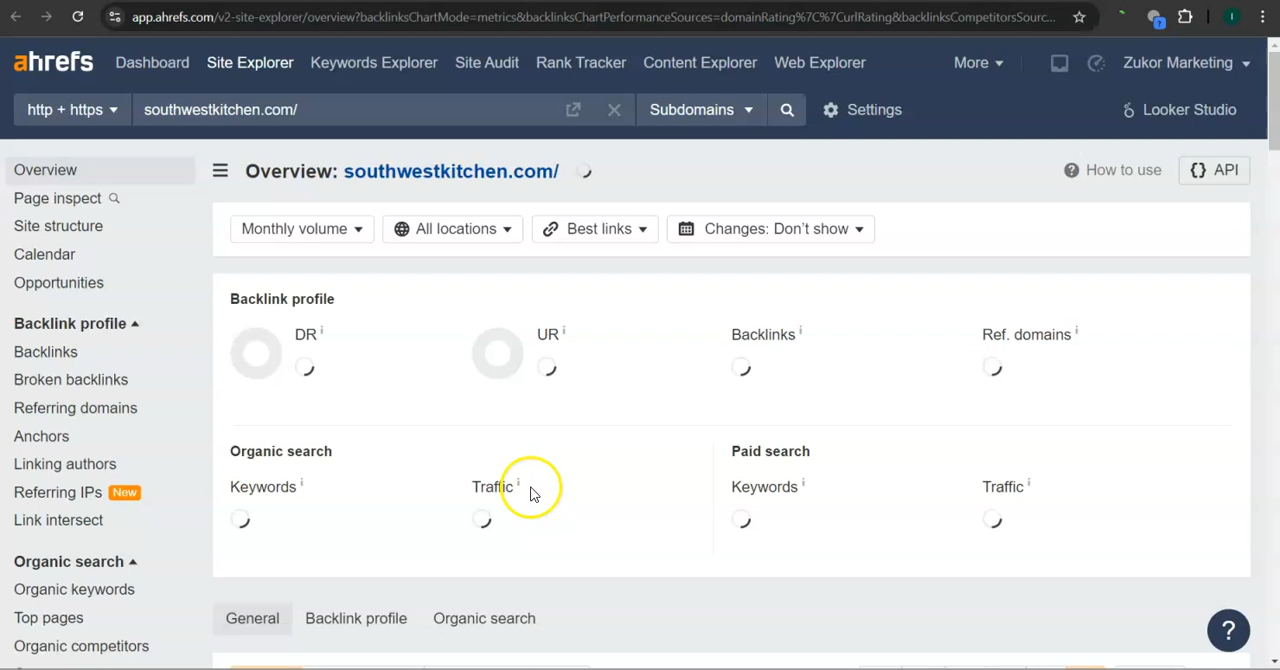 app.ahrefs.com/v2-site-explorer/overview?backlinksChartMode=metrics&backlinksChartPerformanceSources=domainRating%7C%7CurlRating&backlinksCompetitorsSourc...
ahrefs Dashboard Site Explorer Keywords Explorer Site Audit Rank Tracker Content Explorer Web Explorer More Zukor Marketing
http + https southwestkitchen.com/ Subdomains Settings Looker Studio
Overview
Page inspect
Site structure
Calendar
Opportunities
Backlink profile
Backlinks
Broken backlinks
Referring domains
Anchors
Linking authors
Referring IPs New
Link intersect
Organic search
Organic keywords
Top pages
Organic competitors
Overview: southwestkitchen.com/ ? How to use {} API
Monthly volume All locations Best links Changes: Don't show
Backlink profile
DR i UR i Backlinks i Ref. domains i
Organic search Paid search
Keywords i Traffic i Keywords i Traffic i
General Backlink profile Organic search
?